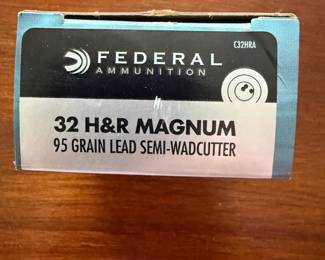 C32HRA
FEDERAL
AMMUNITION
32 H&R MAGNUM
95 GRAIN LEAD SEMI-WADCUTTER